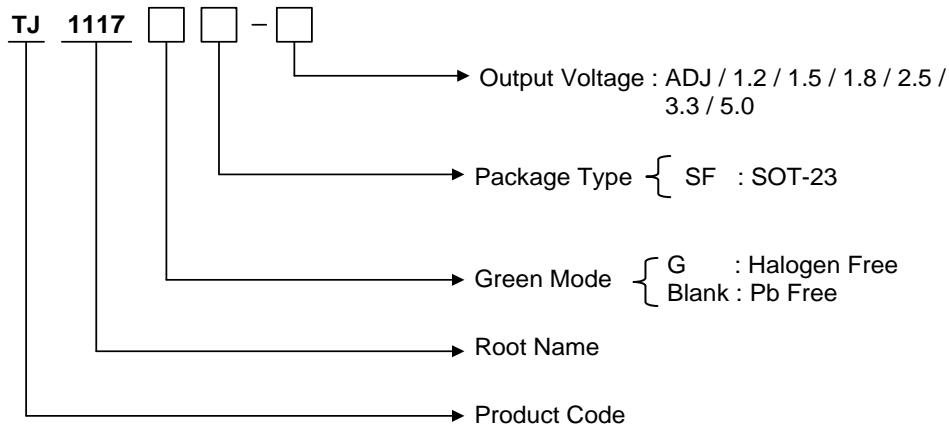 TJ 1117 –
Output Voltage : ADJ / 1.2 / 1.5 / 1.8 / 2.5 /
3.3 / 5.0
Package Type { SF : SOT-23
Green Mode { G : Halogen Free
Blank : Pb Free
Root Name
Product Code